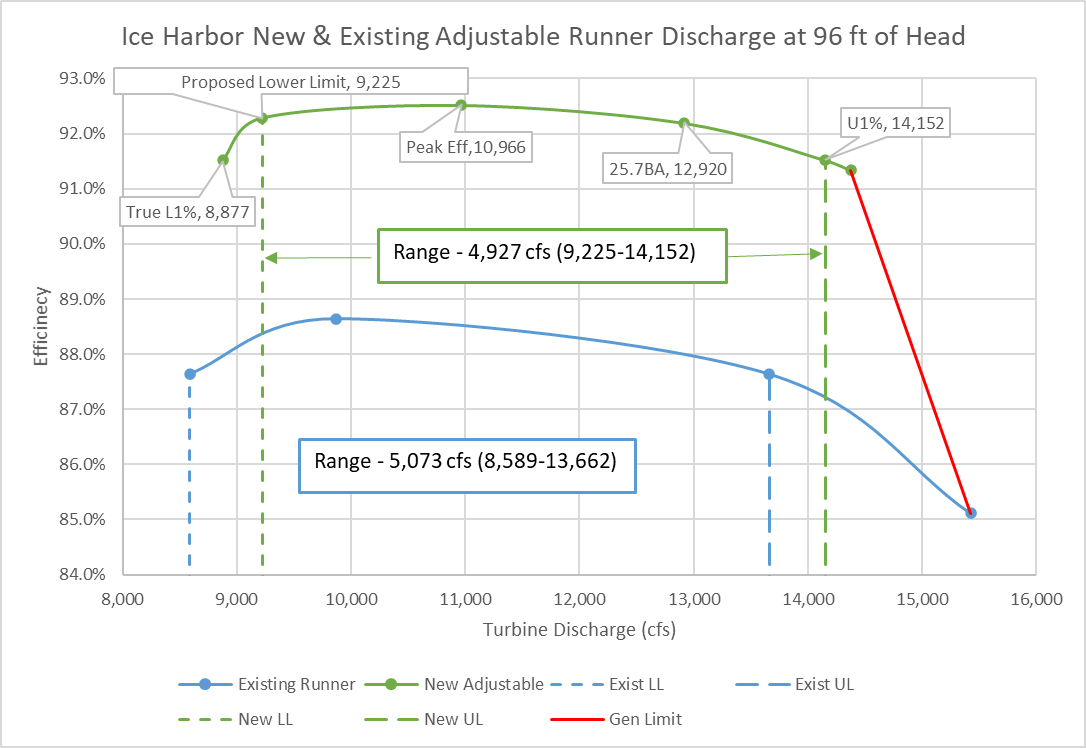 Ice Harbor New & Existing Adjustable Runner Discharge at 96 ft of Head
93.0%
92.0%
91.0%
90.0%
89.0%
88.0%
87.0%
86.0%
85.0%
84.0%
Efficinecy
Proposed Lower Limit, 9,225
Peak Eff,10,966
U1%, 14,152
25.7BA, 12,920
True L1%, 8,877
Range - 4,927 cfs (9,225-14,152)
Range - 5,073 cfs (8,589-13,662)
8,000 9,000 10,000 11,000 12,000 13,000 14,000 15,000 16,000
Turbine Discharge (cfs)
Existing Runner New Adjustable Exist LL Exist UL
New LL New UL Gen Limit